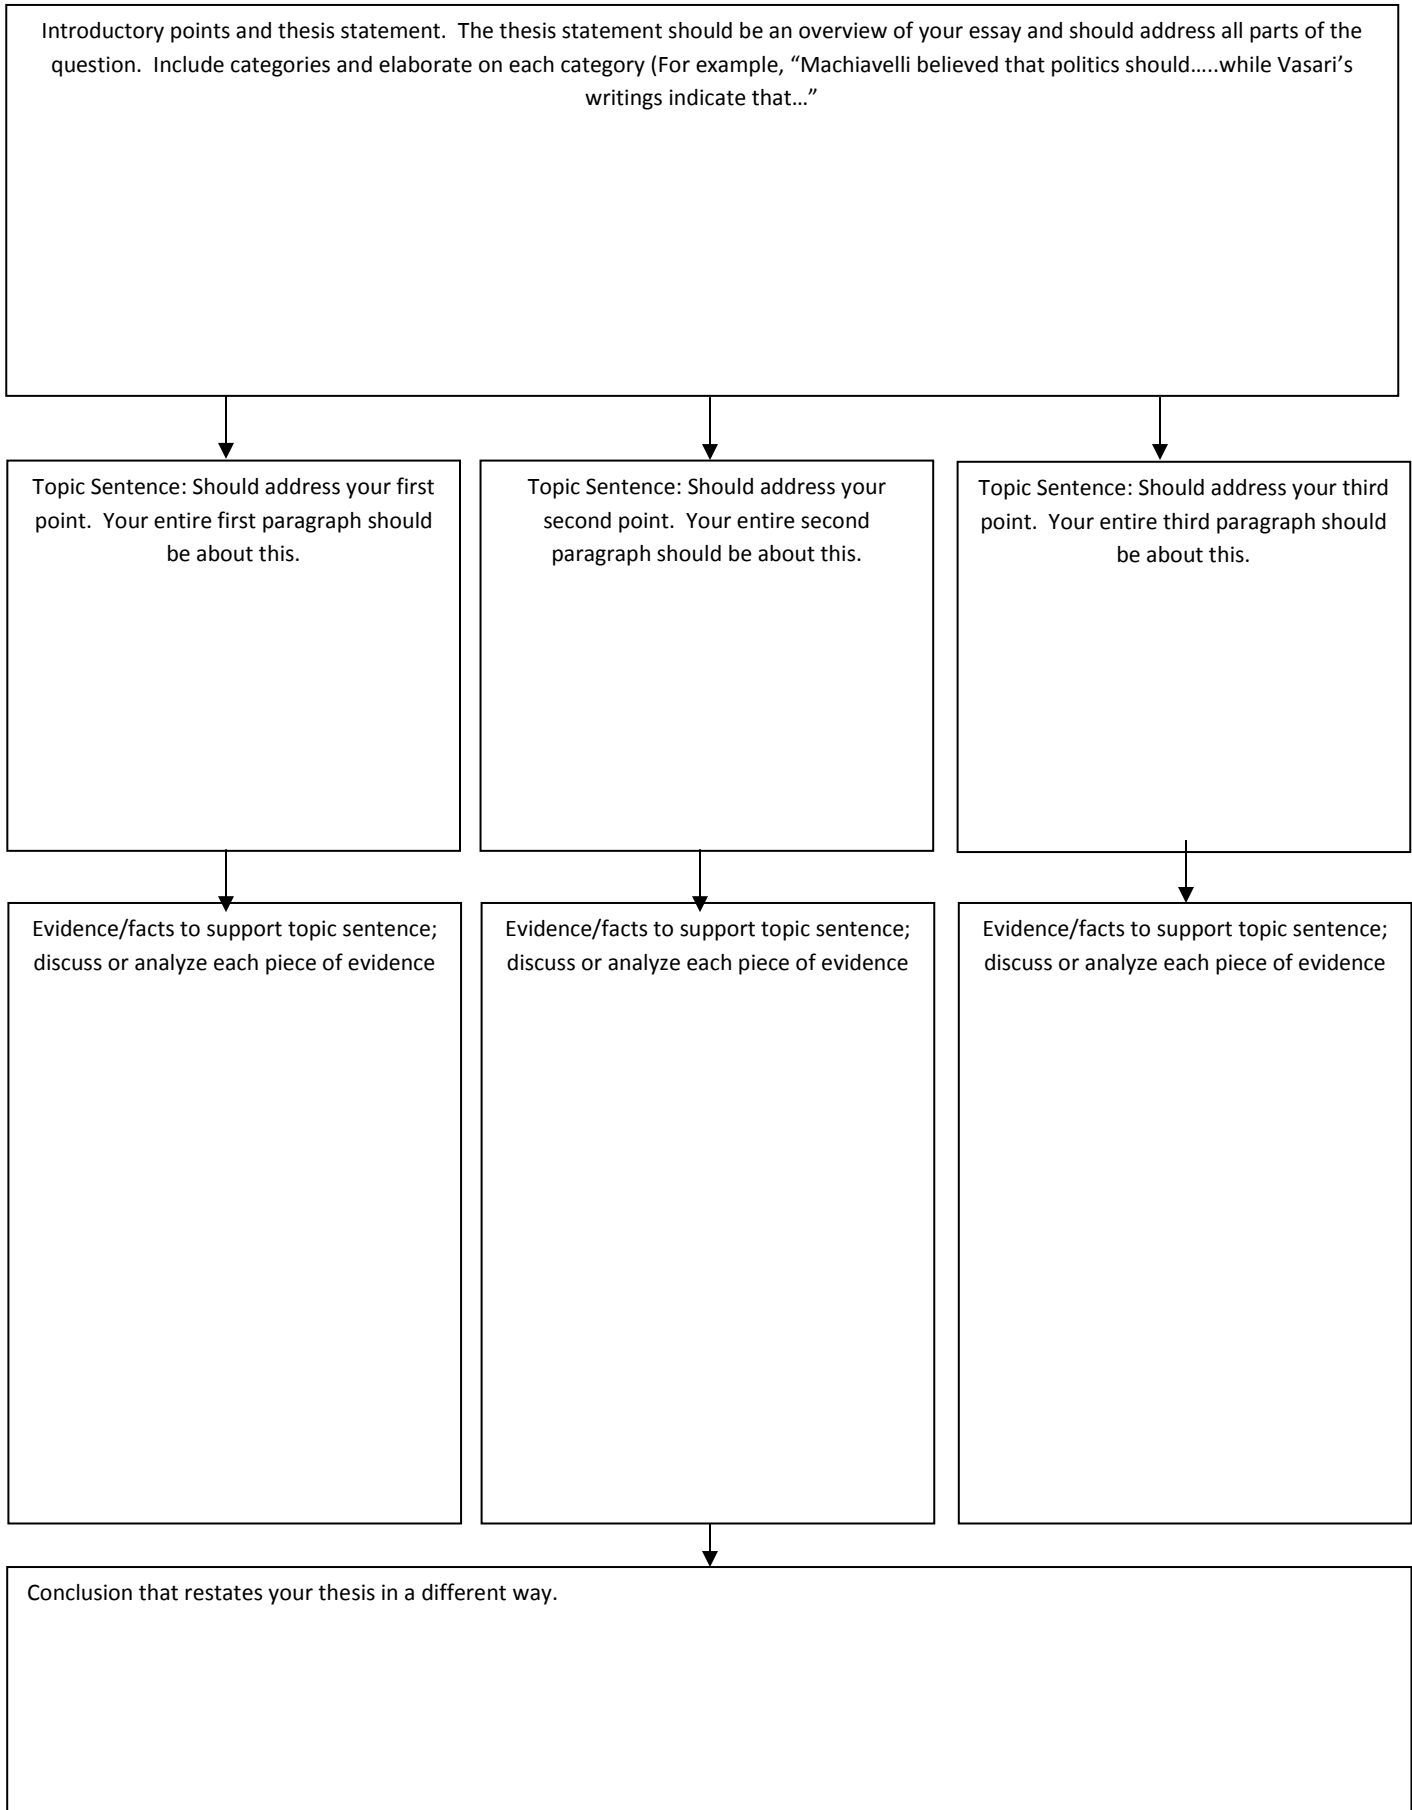 Introductory points and thesis statement.  The thesis statement should be an overview of your essay and should address all parts of the
question.  Include categories and elaborate on each category (For example, “Machiavelli believed that politics should…..while Vasari’s
writings indicate that…”
Topic Sentence: Should address your first
point.  Your entire first paragraph should
be about this.
Topic Sentence: Should address your
second point.  Your entire second
paragraph should be about this.
Topic Sentence: Should address your third
point.  Your entire third paragraph should
be about this.
Evidence/facts to support topic sentence;
discuss or analyze each piece of evidence
Evidence/facts to support topic sentence;
discuss or analyze each piece of evidence
Evidence/facts to support topic sentence;
discuss or analyze each piece of evidence
Conclusion that restates your thesis in a different way.